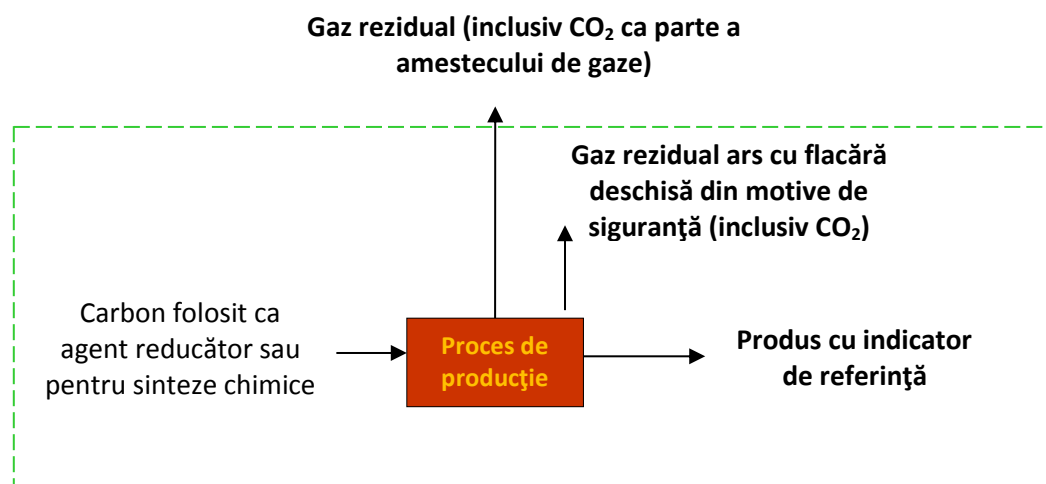 Gaz rezidual (inclusiv CO₂ ca parte a
amestecului de gaze)
Gaz rezidual ars cu flacără
deschisă din motive de
siguranţă (inclusiv CO₂)
Carbon folosit ca
agent reducător sau
pentru sinteze chimice
Proces de
producţie
Produs cu indicator
de referinţă